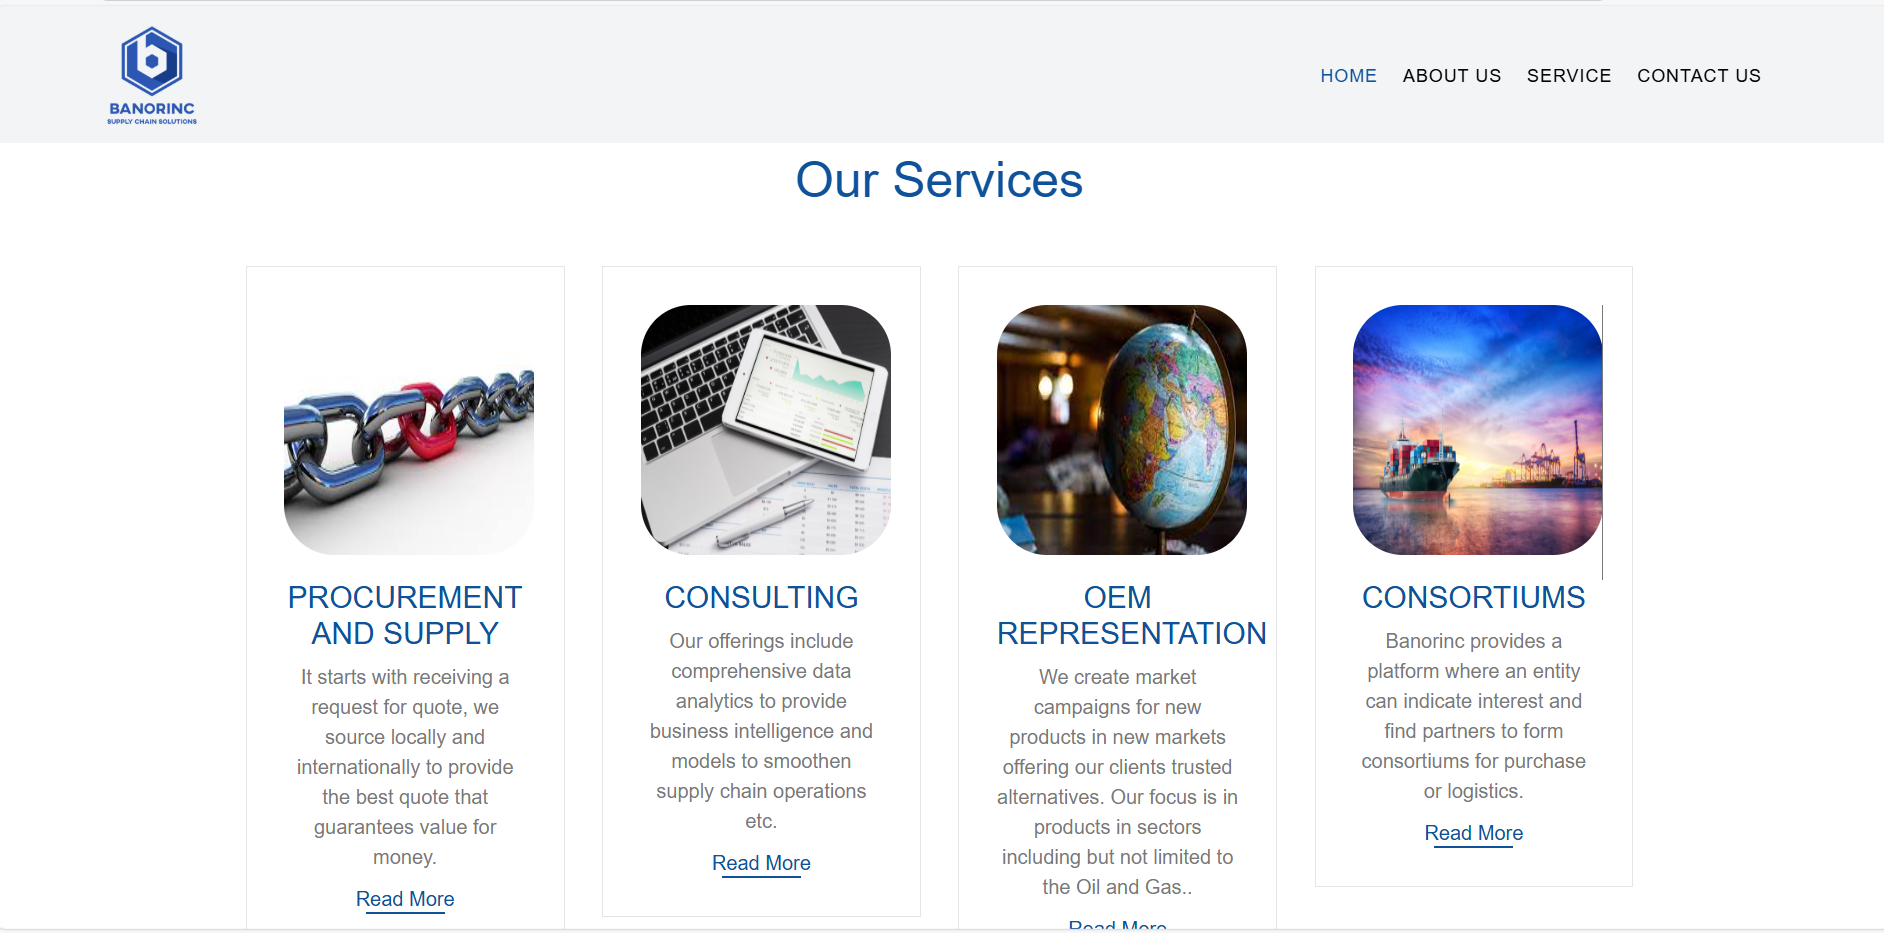 BANORINC
SUPPLY CHAIN SOLUTIONS
HOME ABOUT US SERVICE CONTACT US
Our Services
PROCUREMENT
AND SUPPLY
It starts with receiving a
request for quote, we
source locally and
internationally to provide
the best quote that
guarantees value for
money.
Read More
CONSULTING
Our offerings include
comprehensive data
analytics to provide
business intelligence and
models to smoothen
supply chain operations
etc.
Read More
OEM
REPRESENTATION
We create market
campaigns for new
products in new markets
offering our clients trusted
alternatives. Our focus is in
products in sectors
including but not limited to
the Oil and Gas..
Read More
CONSORTIUMS
Banorinc provides a
platform where an entity
can indicate interest and
find partners to form
consortiums for purchase
or logistics.
Read More